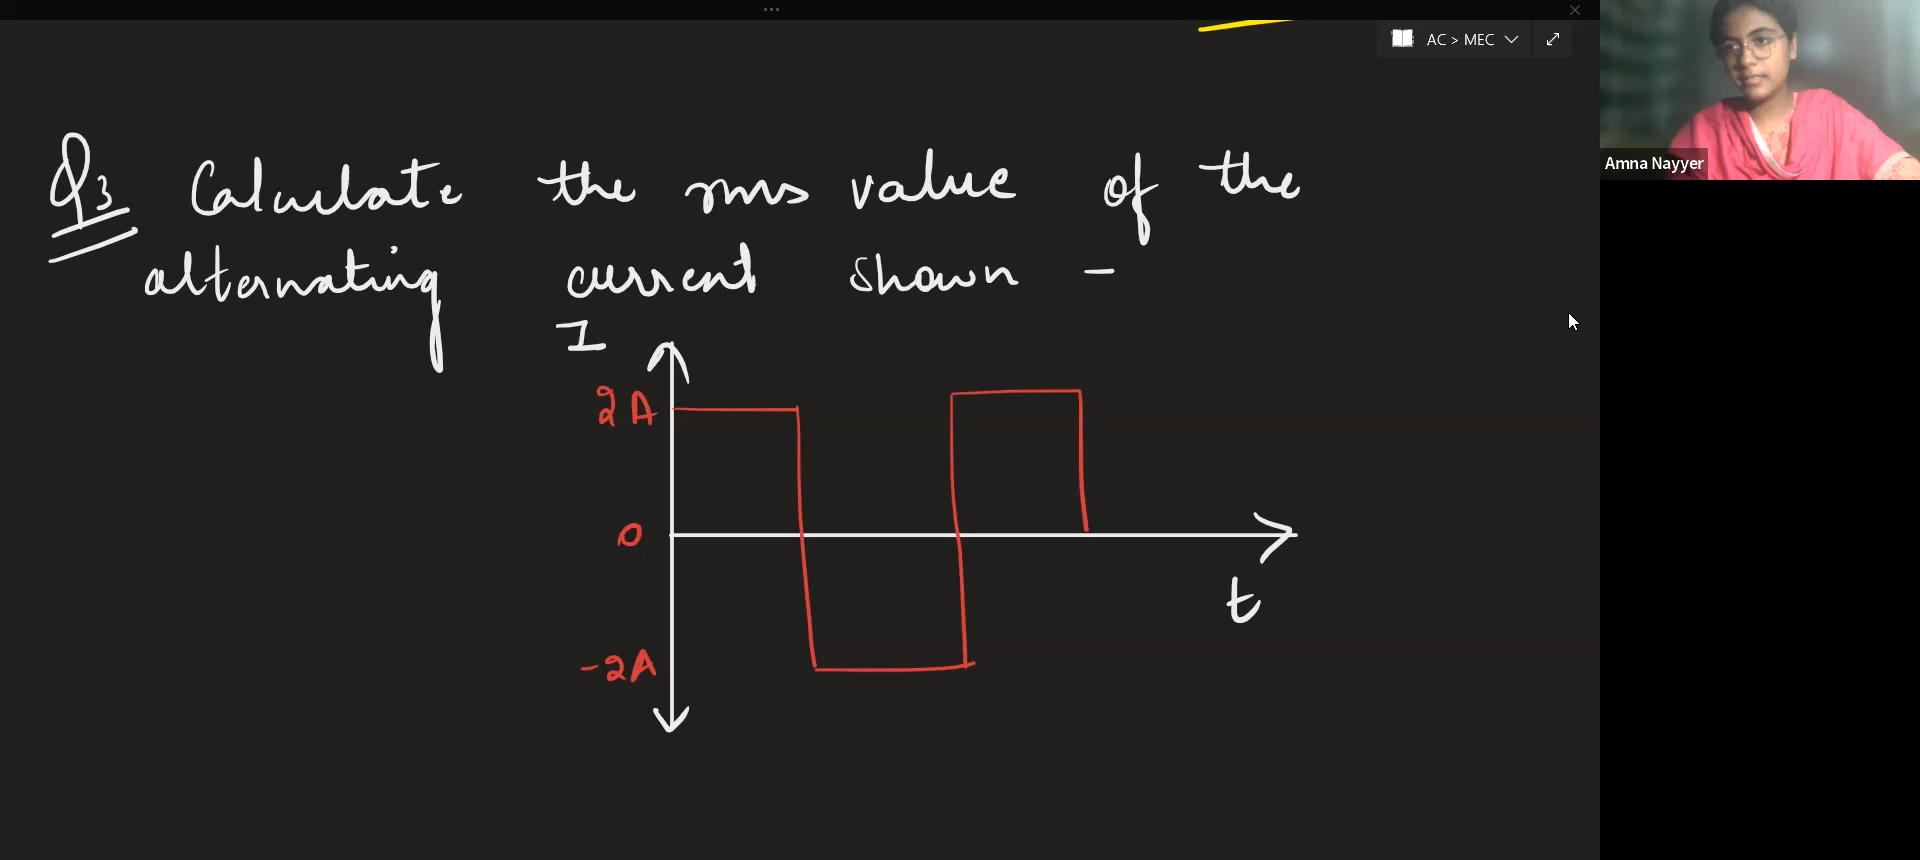 AC > MEC
Amna Nayyer
Q3 Calculate the rms value of the
alternating current shown -
I
2A
0
-2A
t